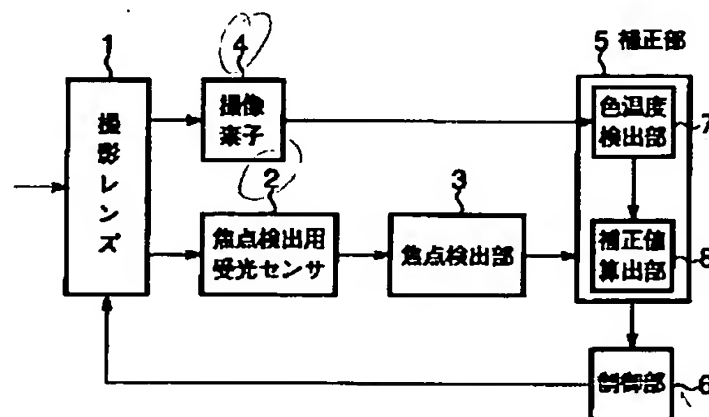 1
撮影レンズ
4
撮像
素子
2
焦点検出用
受光センサ
3
焦点検出部
5 補正部
色温度
検出部
7
補正値
算出部
8
制御部
6